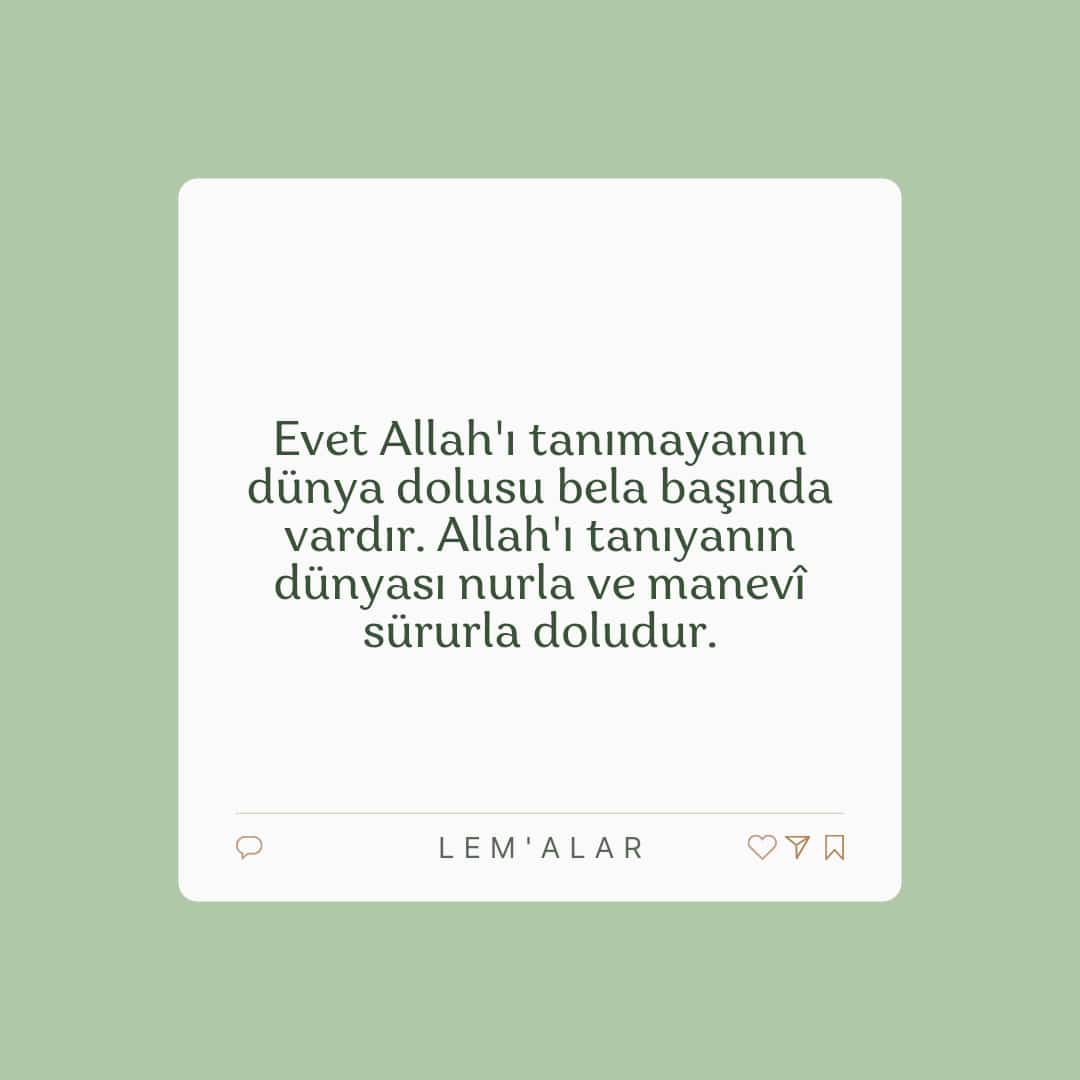 Evet Allah'ı tanımayanın
dünya dolusu bela başında
vardır. Allah'ı tanıyanın
dünyası nurla ve manevî
sürurla doludur.
LEM'ALAR